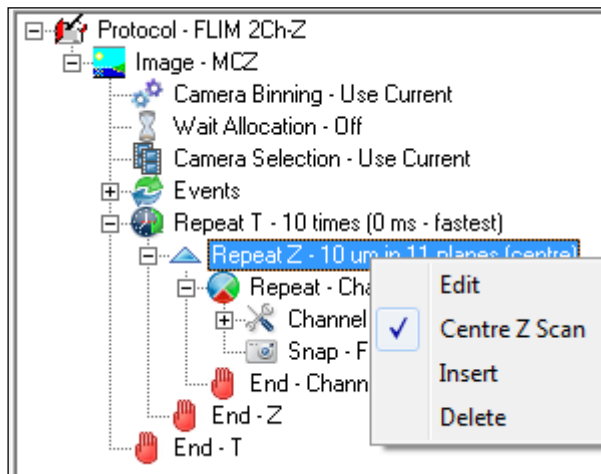 Protocol - FLIM 2Ch-Z
Image - MCZ
Camera Binning - Use Current
Wait Allocation - Off
Camera Selection - Use Current
Events
Repeat T - 10 times (0 ms - fastest)
Repeat Z - 10 um in 11 planes (centre)
Repeat - Cha
Edit
Channel
Centre Z Scan
Snap - F
Insert
End - Chann
Delete
End - Z
End - T